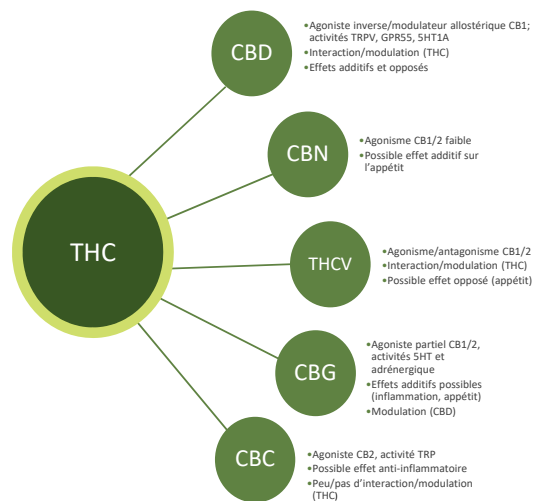 CBD
•Agoniste inverse/modulateur allostérique CB1;
activités TRPV, GPR55, 5HT1A
•Interaction/modulation (THC)
•Effets additifs et opposés
CBN
•Agonisme CB1/2 faible
•Possible effet additif sur
l'appétit
THC
THCV
•Agonisme/antagonisme CB1/2
•Interaction/modulation (THC)
•Possible effet opposé (appétit)
CBG
•Agoniste partiel CB1/2,
activités 5HT et
adrénergique
•Effets additifs possibles
(inflammation, appétit)
•Modulation (CBD)
CBC
•Agoniste CB2, activité TRP
•Possible effet anti-inflammatoire
•Peu/pas d'interaction/modulation
(THC)